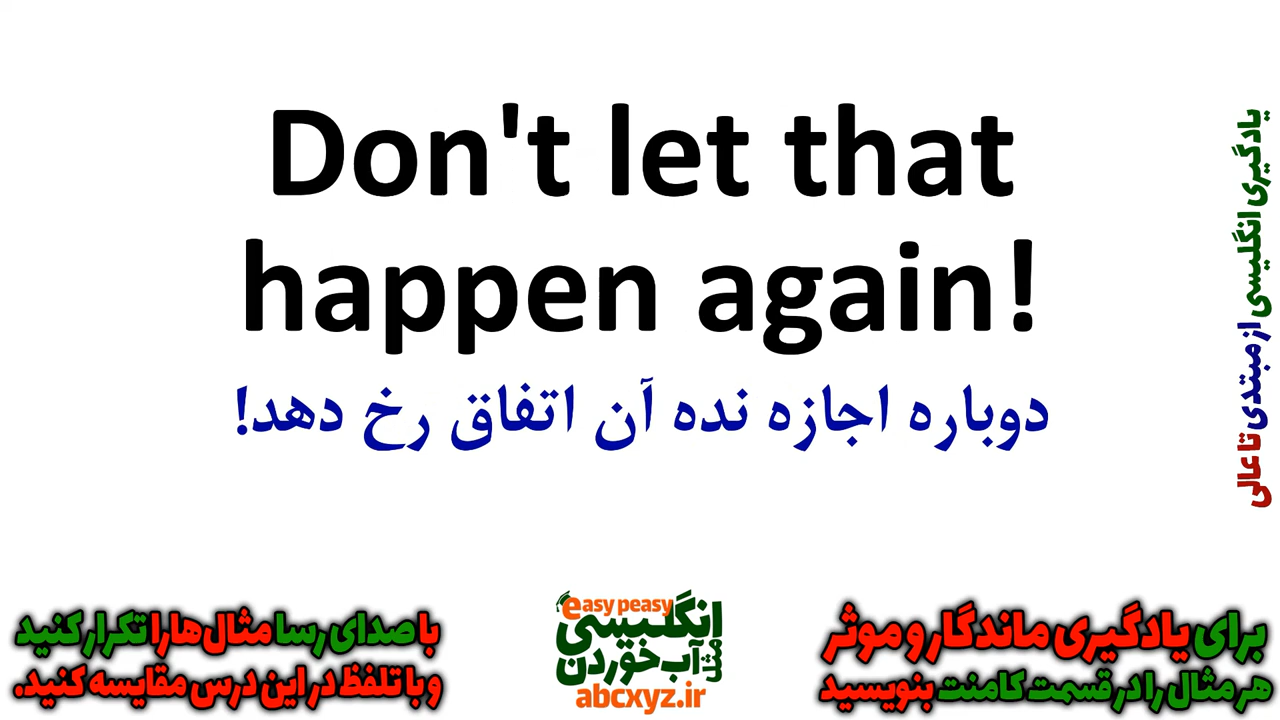 Don't let that
happen again!
دوباره اجازه نده آن اتفاق رخ دهد!
یادگیری انگلیسی از مبتدی تا عالی
برای یادگیری ماندگار و موثر
هر مثال را در قسمت کامنت بنویسید
easy peasy
انگلیسی
مثل آب خوردن
abcxyz.ir
با صدای رسا مثال‌ها را تکرار کنید
و با تلفظ در این درس مقایسه کنید.